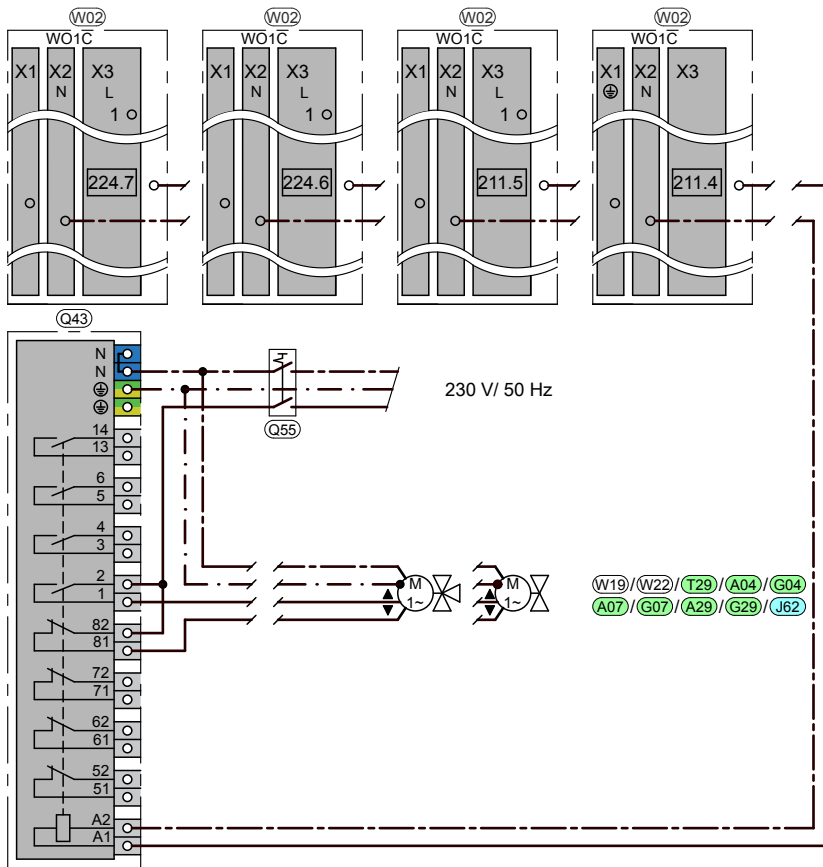 W02 W02 W02 W02
WO1C WO1C WO1C WO1C
X1 X2 X3 X1 X2 X3 X1 X2 X3 X1 X2 X3
N L N L N L N
1 1 1
224.7 224.6 211.5 211.4
Q43
N
N
230 V/ 50 Hz
Q55
14
13
6
5
4
3
2
1
M M
1~ 1~
W19/W22/T29/A04/G04
A07/G07/A29/G29/J62
82
81
72
71
62
61
52
51
A2
A1